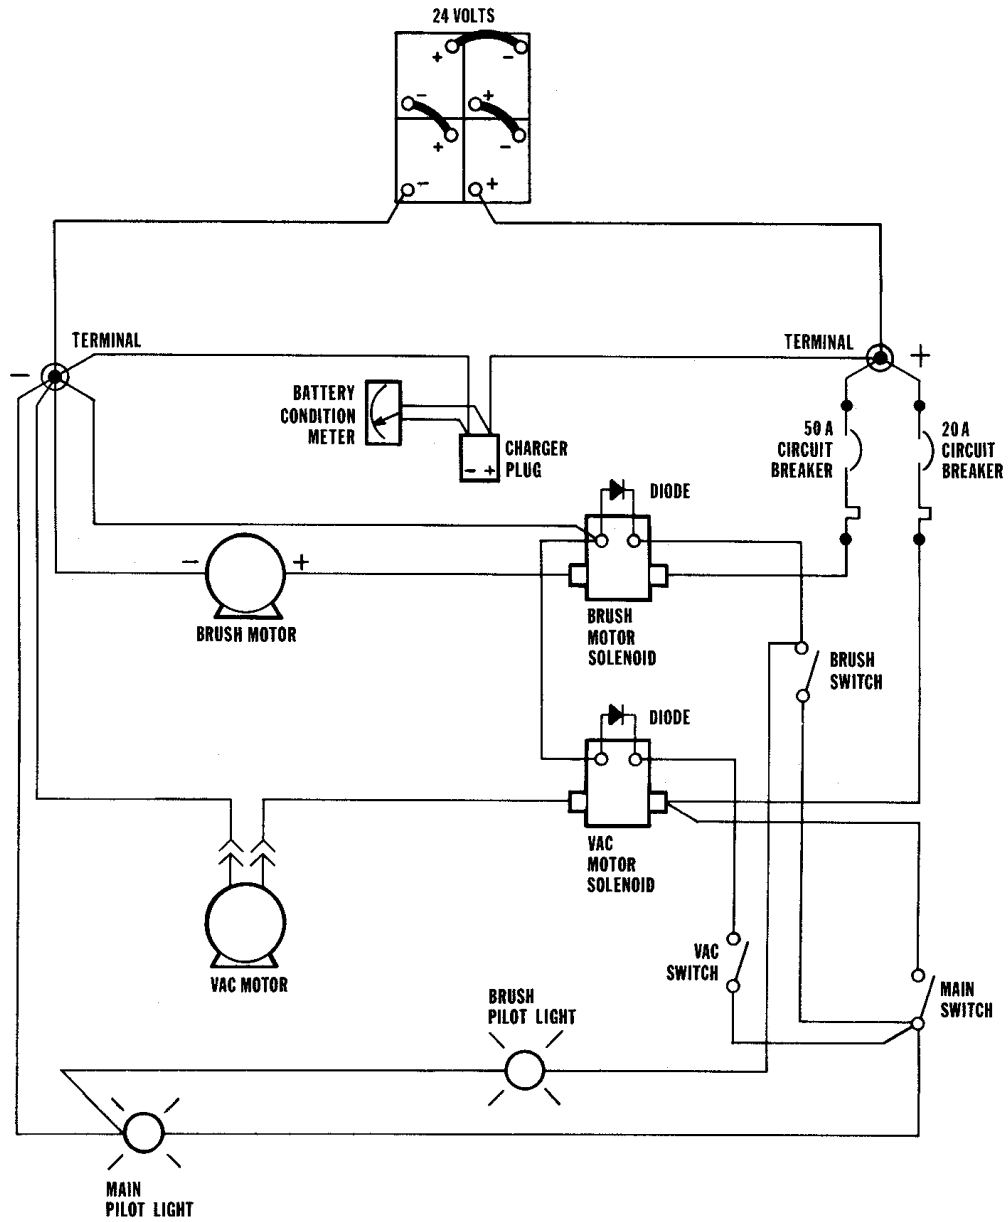 24 VOLTS
+ -
- +
+ -
- +
TERMINAL
-
TERMINAL
+
BATTERY
CONDITION
METER
CHARGER
PLUG
- +
50 A
CIRCUIT
BREAKER
20 A
CIRCUIT
BREAKER
DIODE
- +
BRUSH MOTOR
BRUSH
MOTOR
SOLENOID
BRUSH
SWITCH
DIODE
VAC
MOTOR
SOLENOID
VAC MOTOR
VAC
SWITCH
MAIN
SWITCH
BRUSH
PILOT LIGHT
MAIN
PILOT LIGHT